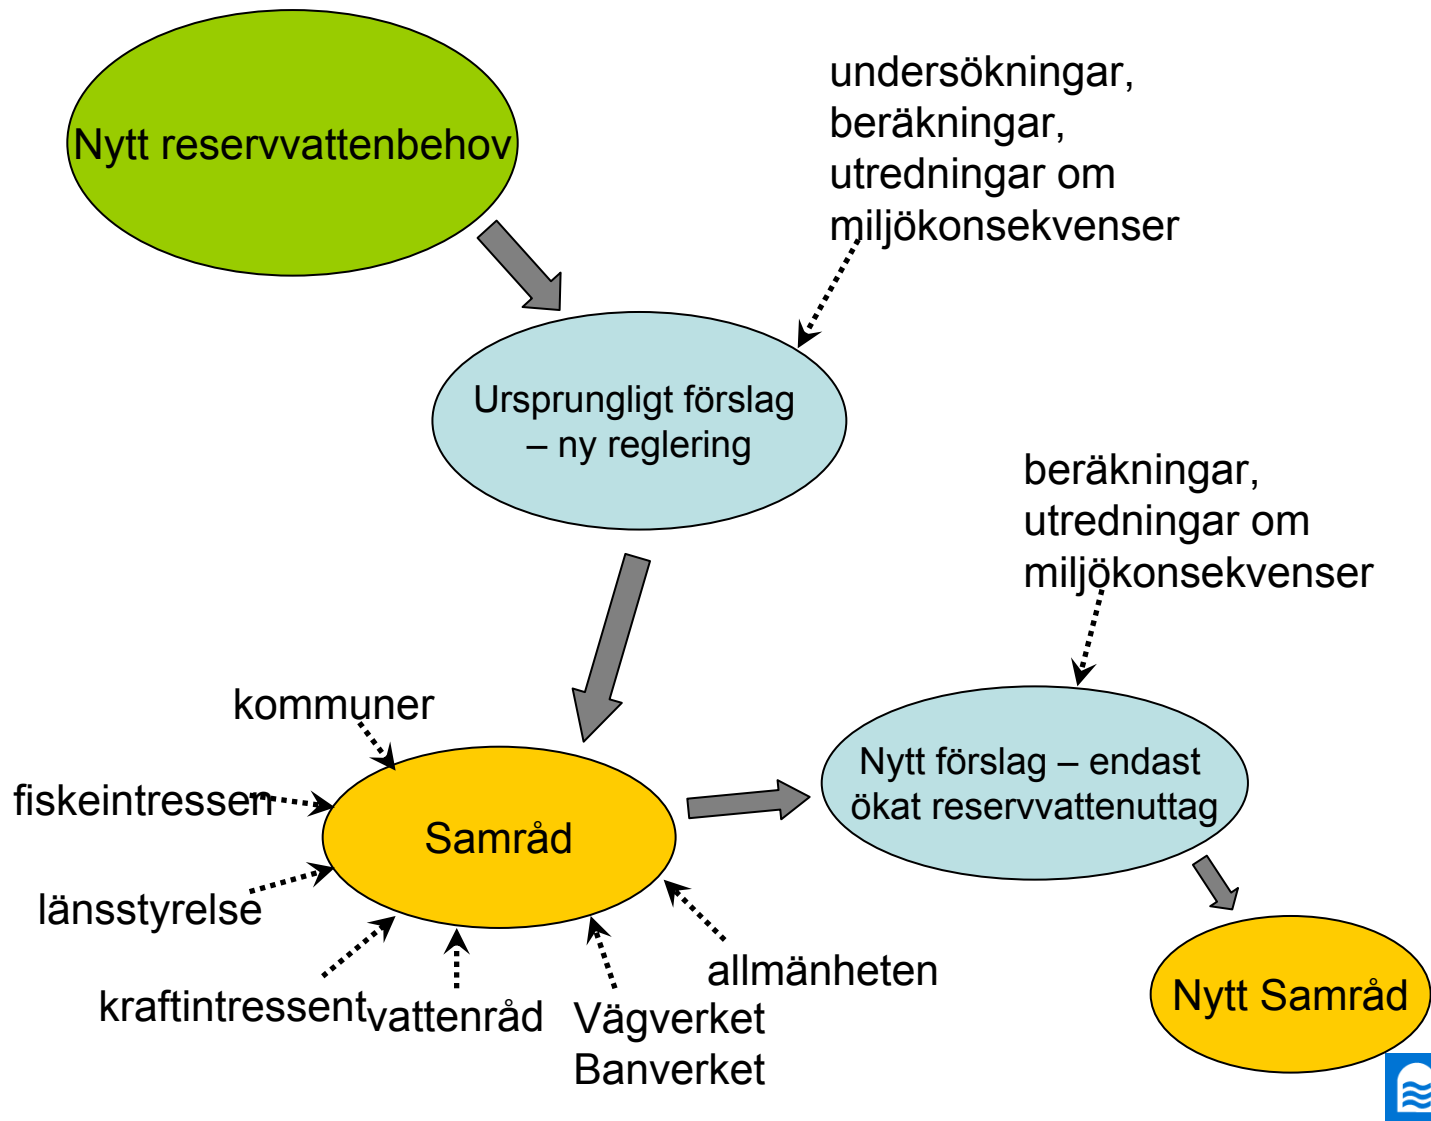 Nytt reservvattenbehov
undersökningar,
beräkningar,
utredningar om
miljökonsekvenser
Ursprungligt förslag
– ny reglering
beräkningar,
utredningar om
miljökonsekvenser
kommuner
fiskeintressen
länsstyrelse
kraftintressent
vattenråd
Vägverket
Banverket
allmänheten
Samråd
Nytt förslag – endast
ökat reservvattenuttag
Nytt Samråd